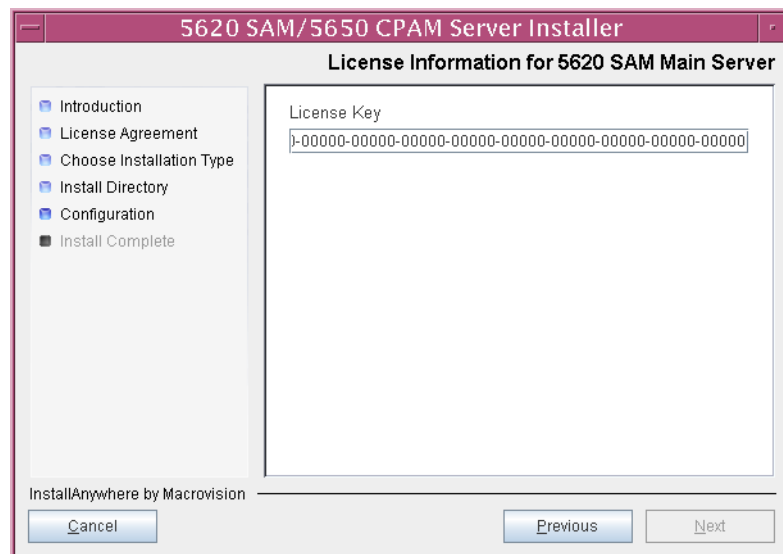 5620 SAM/5650 CPAM Server Installer
License Information for 5620 SAM Main Server
Introduction
License Agreement
Choose Installation Type
Install Directory
Configuration
Install Complete
License Key
)-00000-00000-00000-00000-00000-00000-00000-00000
InstallAnywhere by Macrovision
Cancel
Previous
Next